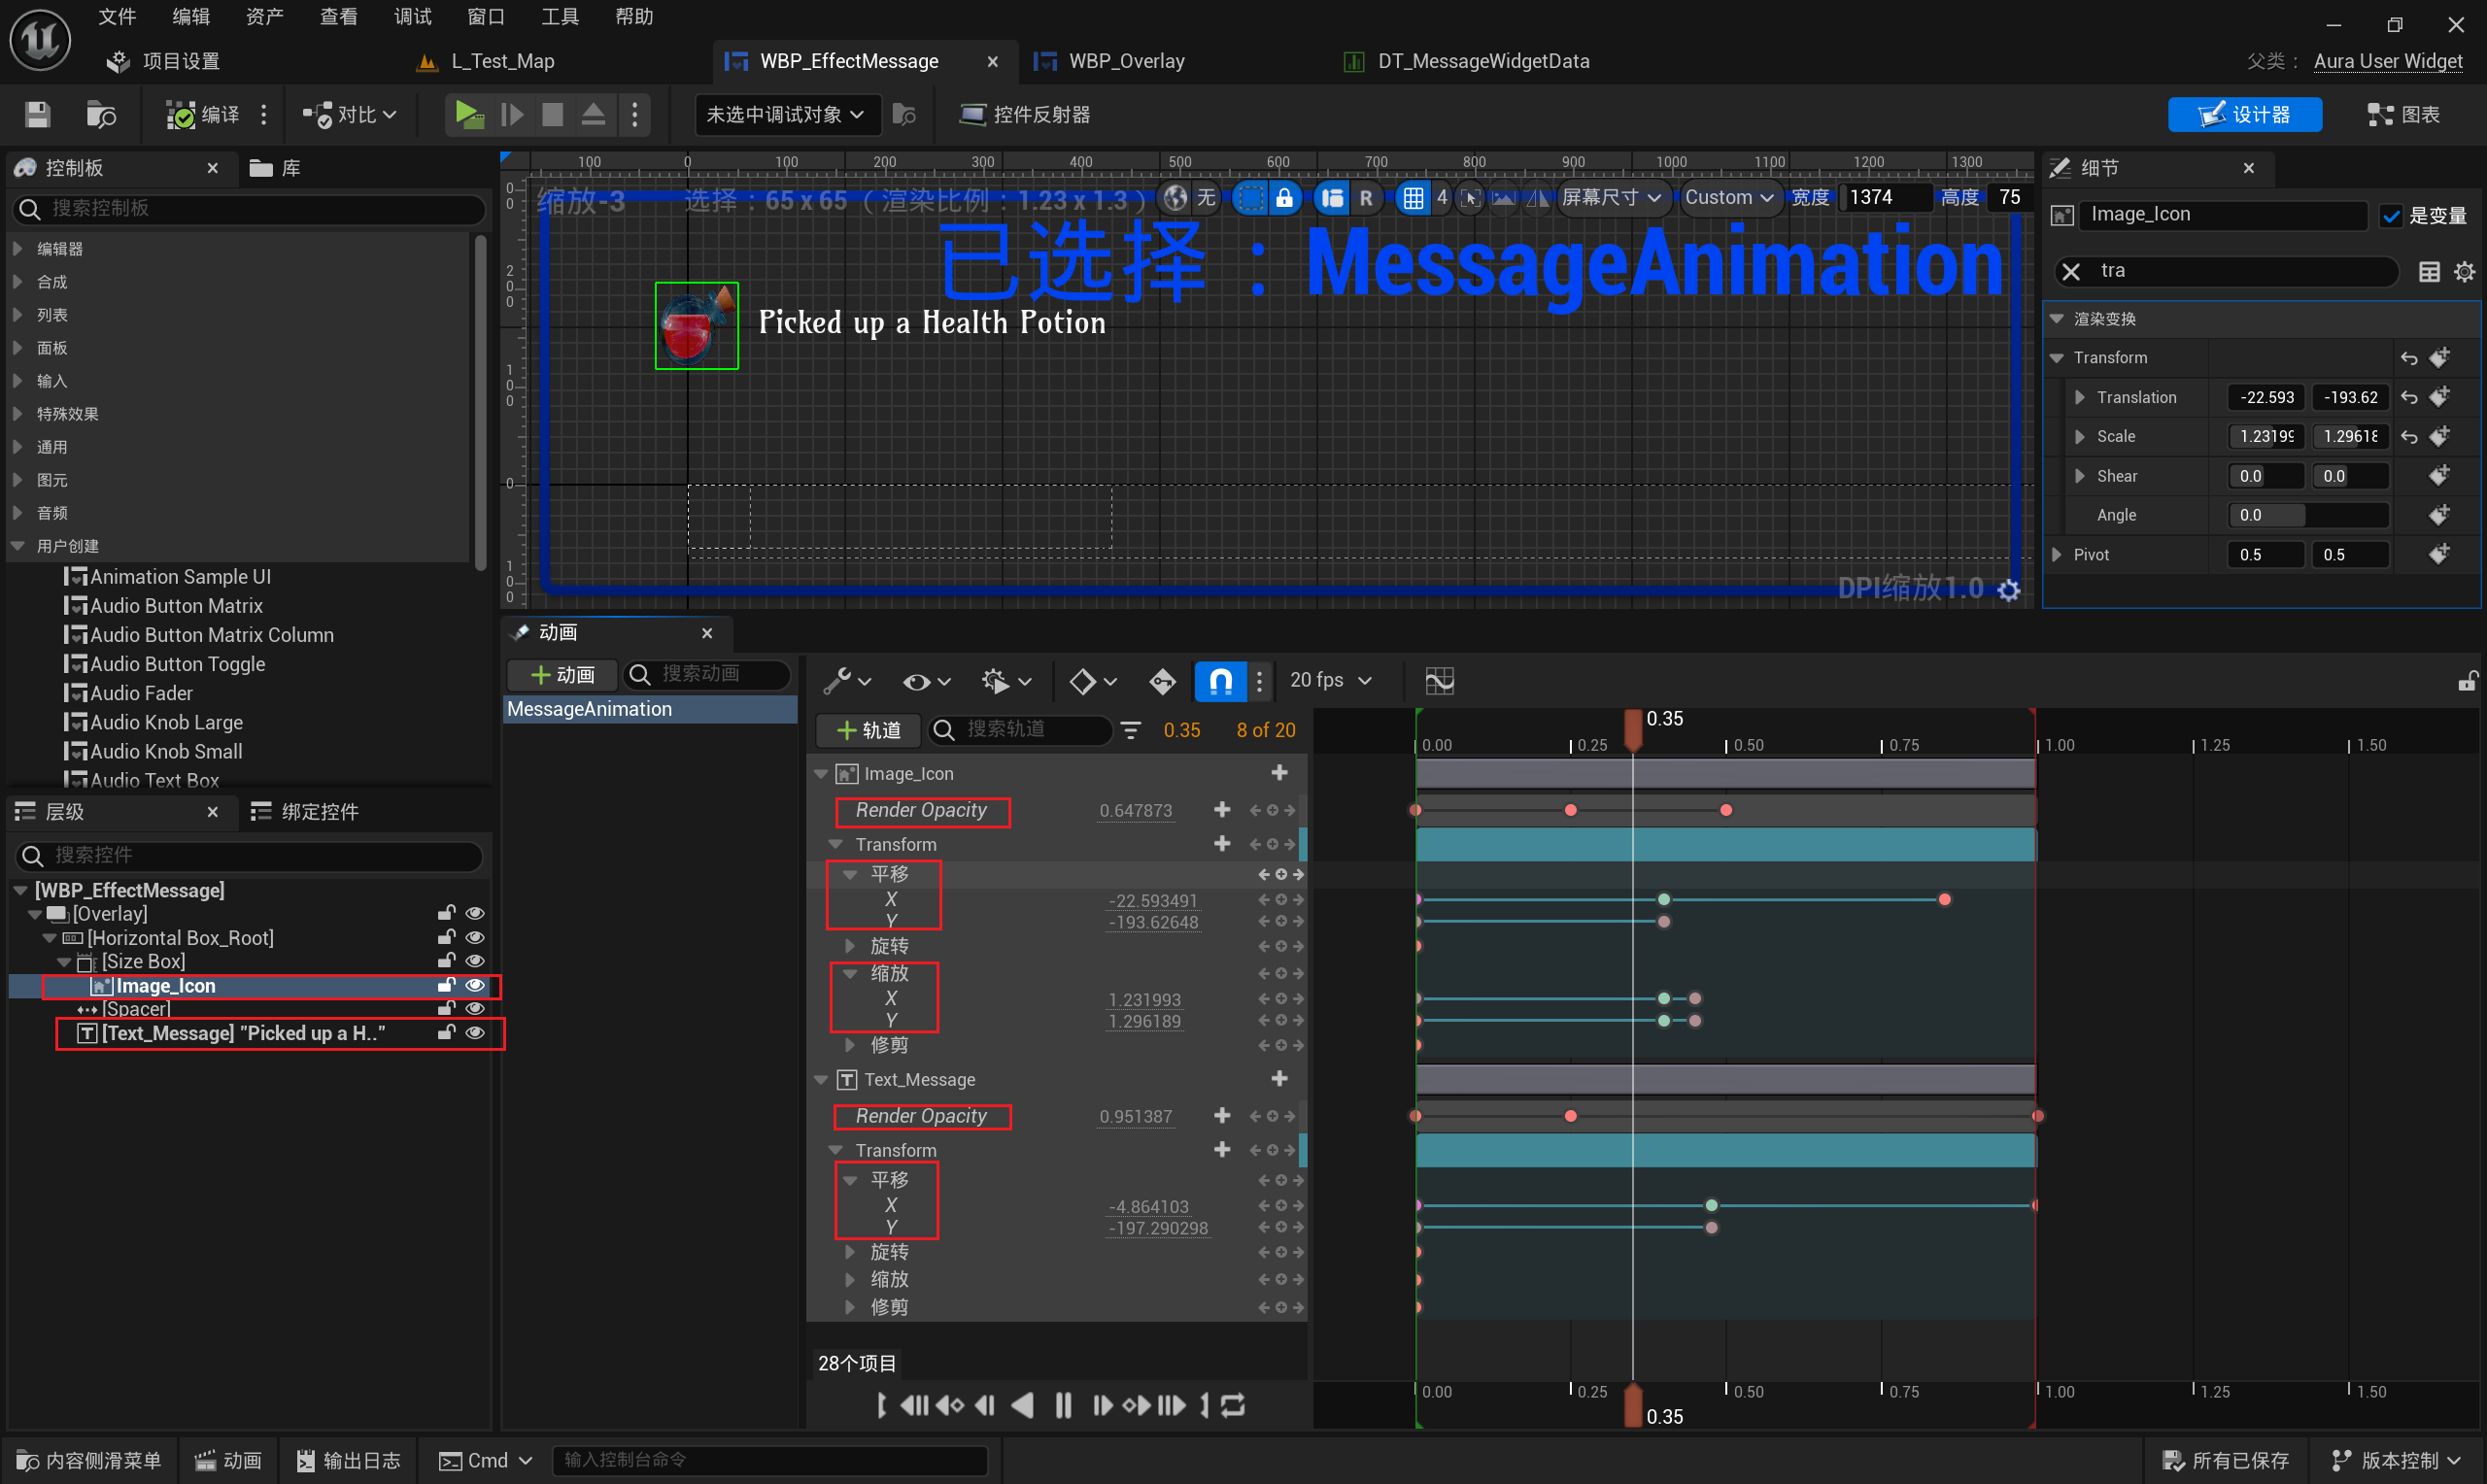 文件 编辑 资产 查看 调试 窗口 工具 帮助
项目设置 L_Test_Map WBP_EffectMessage WBP_Overlay DT_MessageWidgetData 父类： Aura User Widget
编译 对比 未选中调试对象 控件反射器 设计器 图表
控制板 库
搜索控制板
编辑器
合成
列表
面板
输入
特殊效果
通用
图元
音频
用户创建
Animation Sample UI
Audio Button Matrix
Audio Button Matrix Column
Audio Button Toggle
Audio Fader
Audio Knob Large
Audio Knob Small
Audio Text Box
层级 绑定控件
搜索控件
[WBP_EffectMessage]
[Overlay]
[Horizontal Box_Root]
[Size Box]
Image_Icon
[Spacer]
[Text_Message] "Picked up a H.."
100 0 100 200 300 400 500 600 700 800 900 1000 1100 1200 1300
缩放-3 选择：65 x 65（渲染比例：1.23 x 1.3） 无 R 4 屏幕尺寸 Custom 宽度 1374 高度 75
已选择：MessageAnimation
Picked up a Health Potion
0 0 200 100 0 100
DPI缩放1.0
细节
Image_Icon 是变量
tra
渲染变换
Transform
Translation -22.593 -193.62
Scale 1.23199 1.29618
Shear 0.0 0.0
Angle 0.0
Pivot 0.5 0.5
动画
动画 搜索动画
MessageAnimation
20 fps
轨道 搜索轨道 0.35 8 of 20
0.35
0.00 0.25 0.50 0.75 1.00 1.25 1.50
Image_Icon
Render Opacity 0.647873
Transform
平移
X -22.593491
Y -193.62648
旋转
缩放
X 1.231993
Y 1.296189
修剪
Text_Message
Render Opacity 0.951387
Transform
平移
X -4.864103
Y -197.290298
旋转
缩放
修剪
28个项目
0.00 0.25 0.50 0.75 1.00 1.25 1.50
0.35
内容侧滑菜单 动画 输出日志 Cmd 输入控制台命令 所有已保存 版本控制